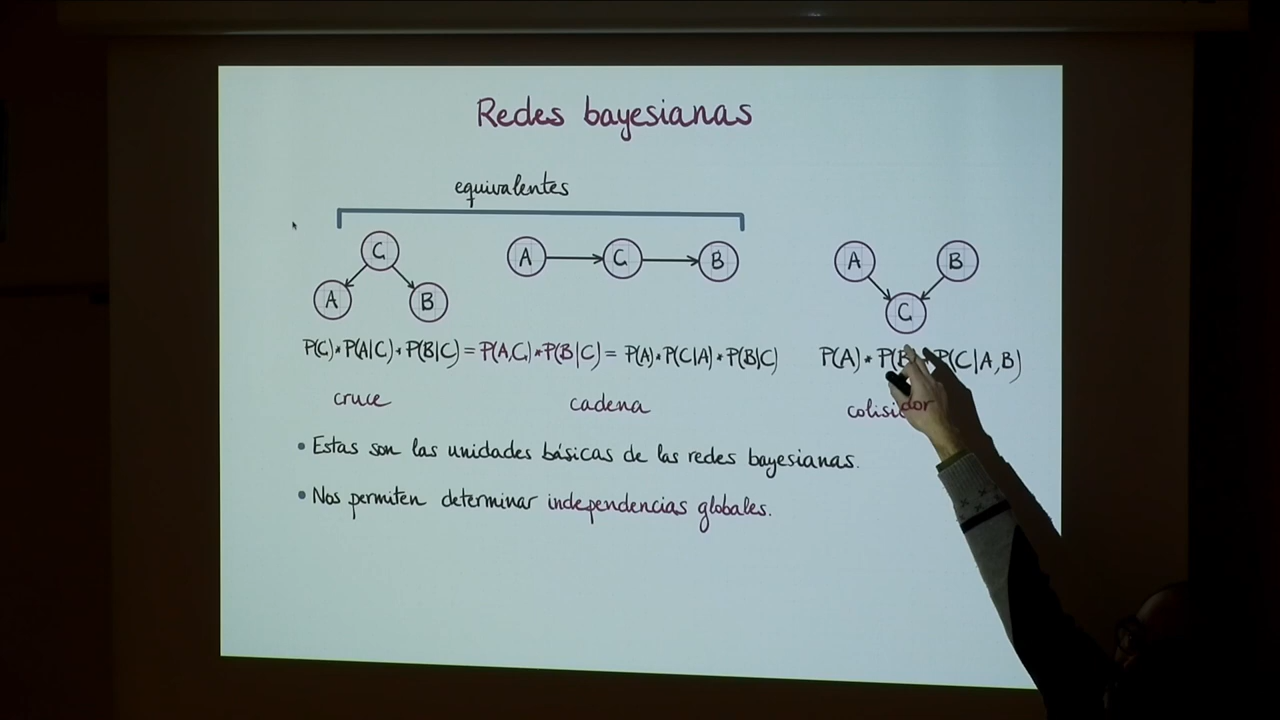 Redes bayesianas
equivalentes
C
A
B
A
C
B
A
B
C
P(C)*P(A|C)*P(B|C) = P(A,C)*P(B|C) = P(A)*P(C|A)*P(B|C)
P(A)*P(B)*P(C|A,B)
cruce
cadena
colisidor
• Estas son las unidades básicas de las redes bayesianas.
• Nos permiten determinar independencias globales.